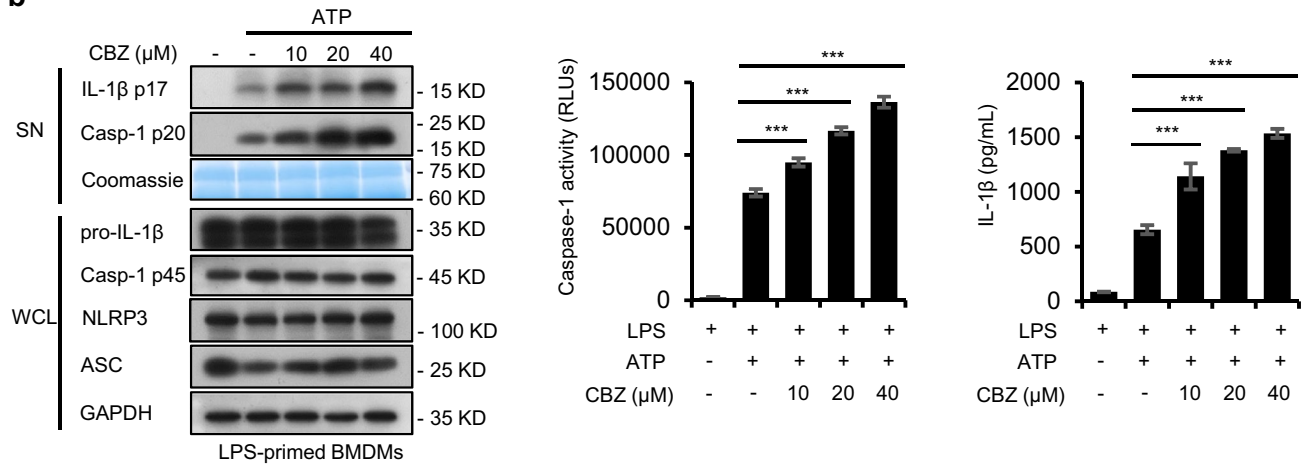 b
ATP
CBZ (μM) - - 10 20 40
SN
IL-1β p17 - 15 KD
Casp-1 p20 - 25 KD
- 15 KD
Coomassie - 75 KD
- 60 KD
WCL
pro-IL-1β - 35 KD
Casp-1 p45 - 45 KD
NLRP3 - 100 KD
ASC - 25 KD
GAPDH - 35 KD
LPS-primed BMDMs
Caspase-1 activity (RLUs)
150000
100000
50000
0
***
***
***
LPS + + + + +
ATP - + + + +
CBZ (μM) - - 10 20 40
IL-1β (pg/mL)
2000
1500
1000
500
0
***
***
***
LPS + + + + +
ATP - + + + +
CBZ (μM) - - 10 20 40